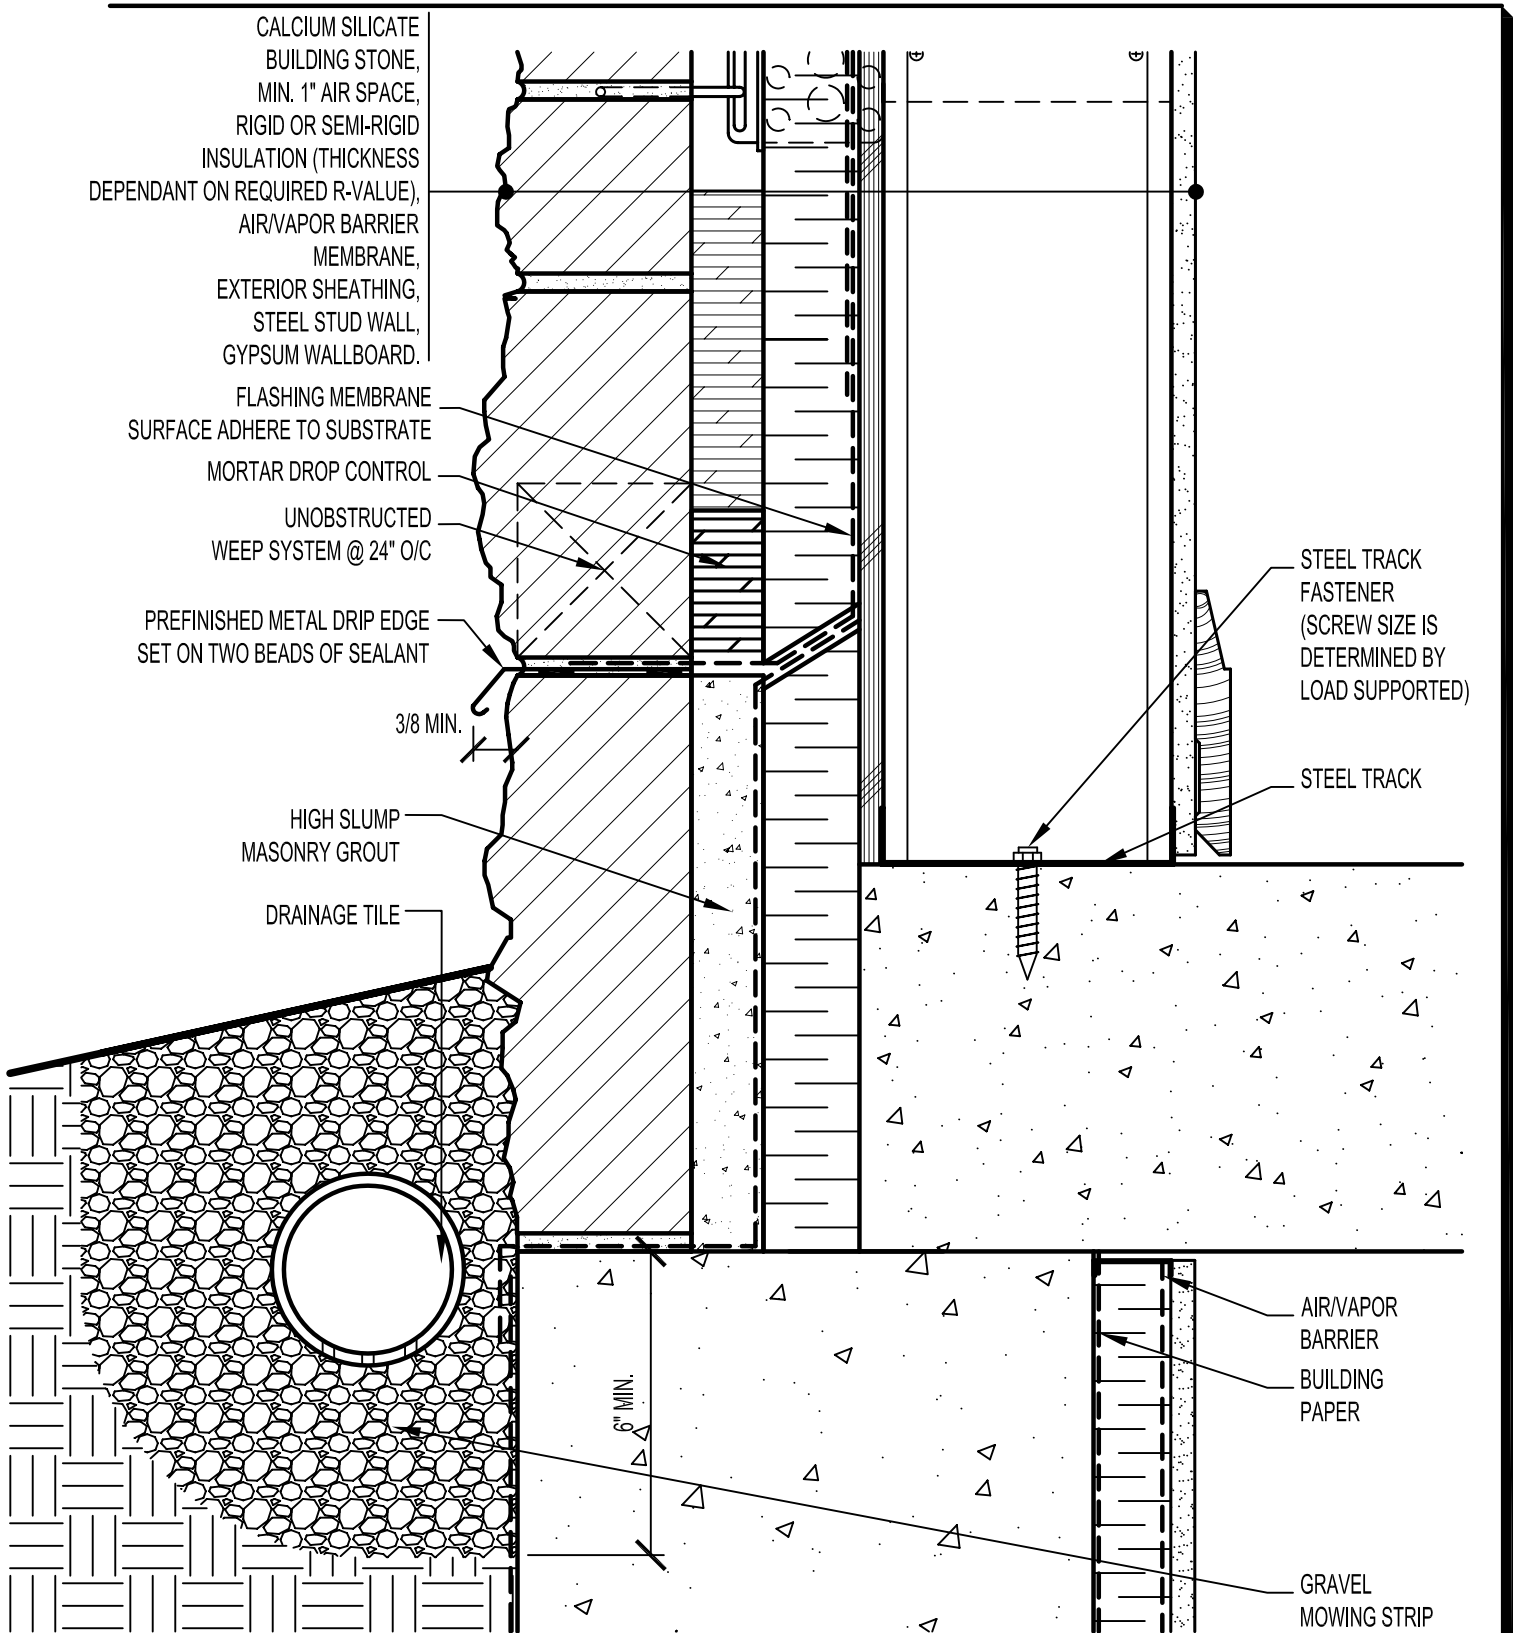 CALCIUM SILICATE
BUILDING STONE,
MIN. 1" AIR SPACE,
RIGID OR SEMI-RIGID
INSULATION (THICKNESS
DEPENDANT ON REQUIRED R-VALUE),
AIR/VAPOR BARRIER
MEMBRANE,
EXTERIOR SHEATHING,
STEEL STUD WALL,
GYPSUM WALLBOARD.
FLASHING MEMBRANE
SURFACE ADHERE TO SUBSTRATE
MORTAR DROP CONTROL
UNOBSTRUCTED
WEEP SYSTEM @ 24" O/C
PREFINISHED METAL DRIP EDGE
SET ON TWO BEADS OF SEALANT
3/8 MIN.
HIGH SLUMP
MASONRY GROUT
DRAINAGE TILE
STEEL TRACK
FASTENER
(SCREW SIZE IS
DETERMINED BY
LOAD SUPPORTED)
STEEL TRACK
AIR/VAPOR
BARRIER
BUILDING
PAPER
6" MIN.
GRAVEL
MOWING STRIP